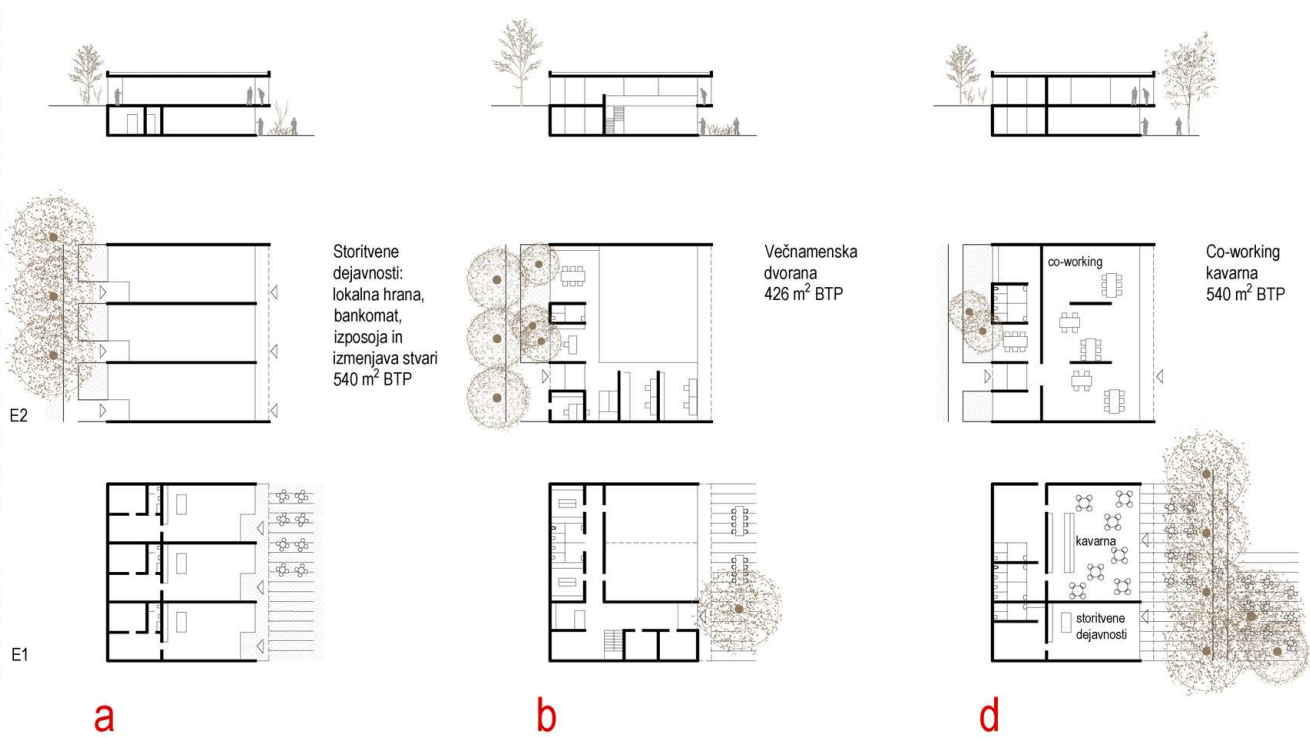 Storitvene
dejavnosti:
lokalna hrana,
bankomat,
izposoja in
izmenjava stvari
540 m² BTP
Večnamenska
dvorana
426 m² BTP
co-working
Co-working
kavarna
540 m² BTP
E2
kavarna
storitvene
dejavnosti
E1
a
b
d